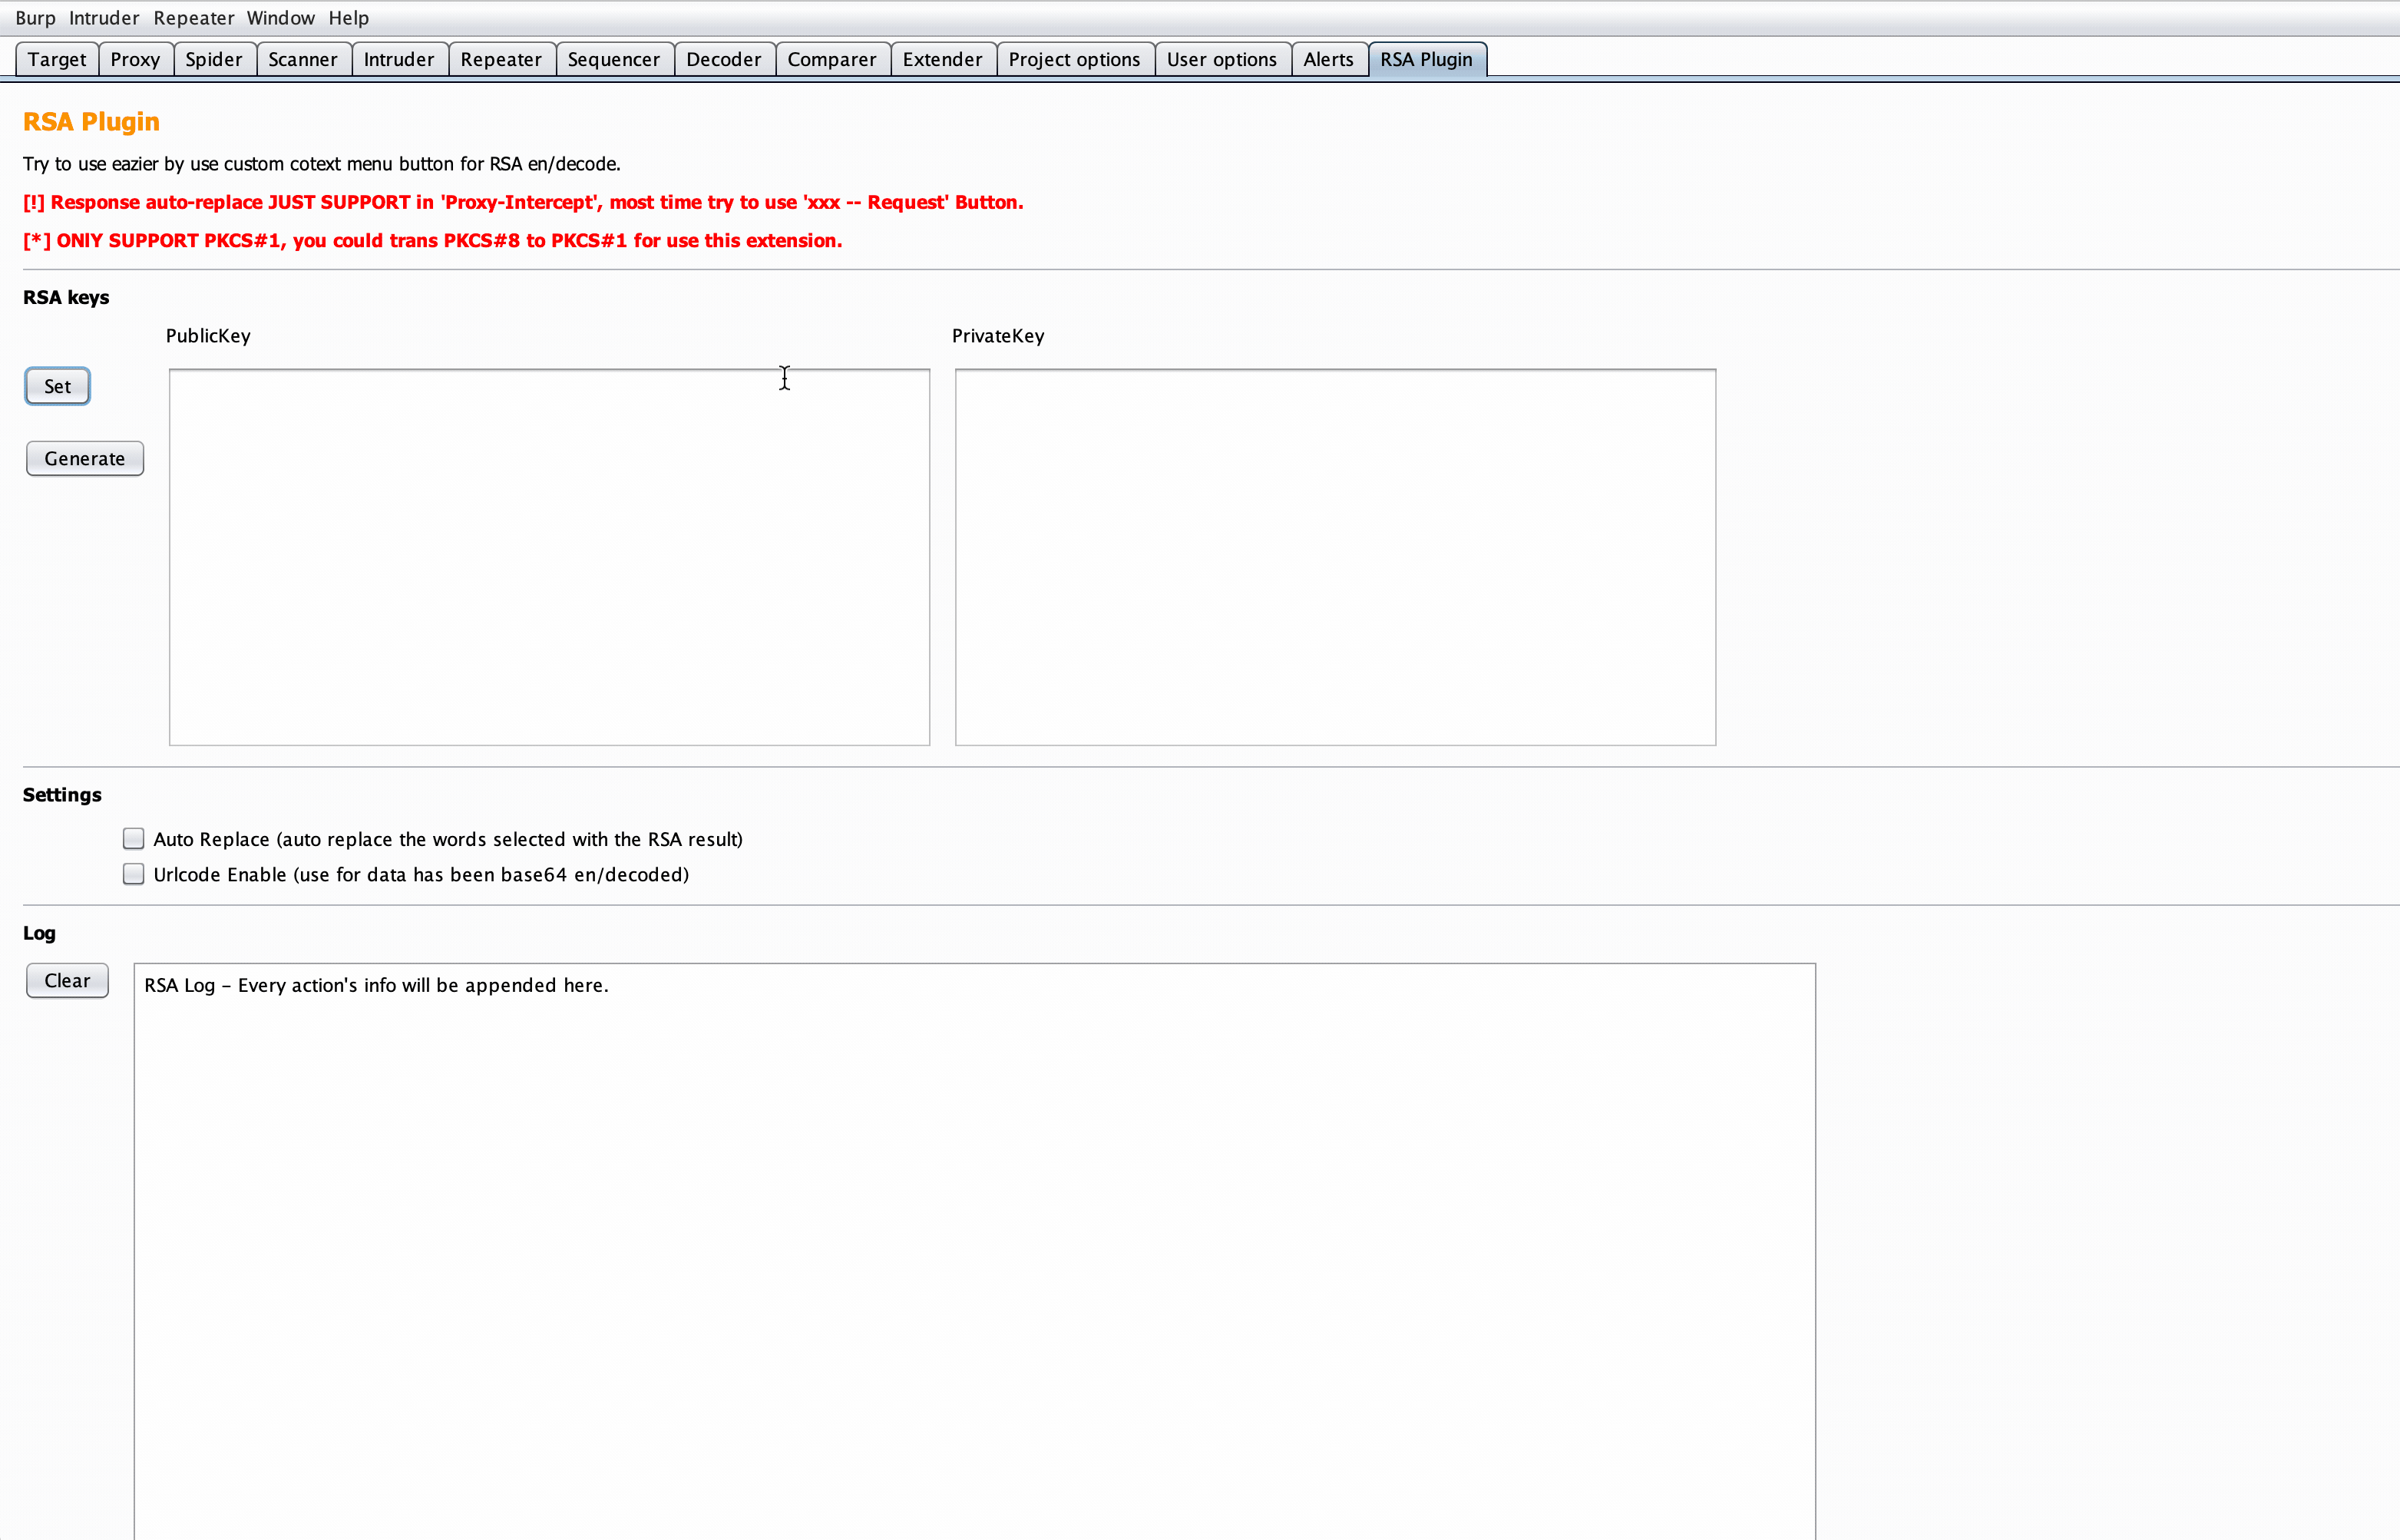 Burp Intruder Repeater Window Help
Target Proxy Spider Scanner Intruder Repeater Sequencer Decoder Comparer Extender Project options User options Alerts RSA Plugin
RSA Plugin
Try to use eazier by use custom cotext menu button for RSA en/decode.
[!] Response auto-replace JUST SUPPORT in 'Proxy-Intercept', most time try to use 'xxx -- Request' Button.
[*] ONlY SUPPORT PKCS#1, you could trans PKCS#8 to PKCS#1 for use this extension.
RSA keys
PublicKey PrivateKey
Set
Generate
Settings
Auto Replace (auto replace the words selected with the RSA result)
Urlcode Enable (use for data has been base64 en/decoded)
Log
Clear
RSA Log – Every action's info will be appended here.